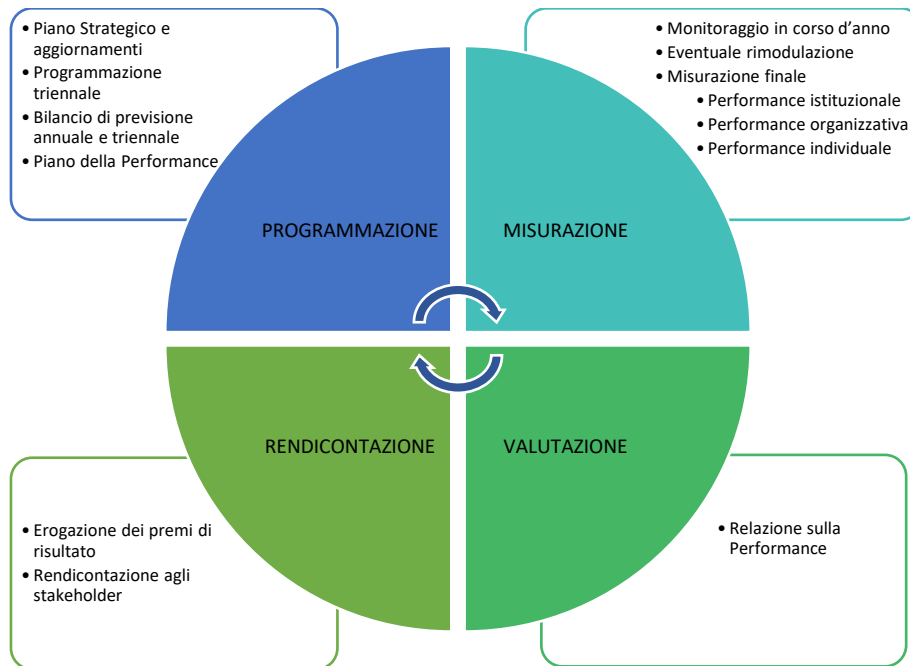 • Piano Strategico e
aggiornamenti
• Programmazione
triennale
• Bilancio di previsione
annuale e triennale
• Piano della Performance
• Monitoraggio in corso d'anno
• Eventuale rimodulazione
• Misurazione finale
• Performance istituzionale
• Performance organizzativa
• Performance individuale
PROGRAMMAZIONE
MISURAZIONE
RENDICONTAZIONE
VALUTAZIONE
• Erogazione dei premi di
risultato
• Rendicontazione agli
stakeholder
• Relazione sulla
Performance